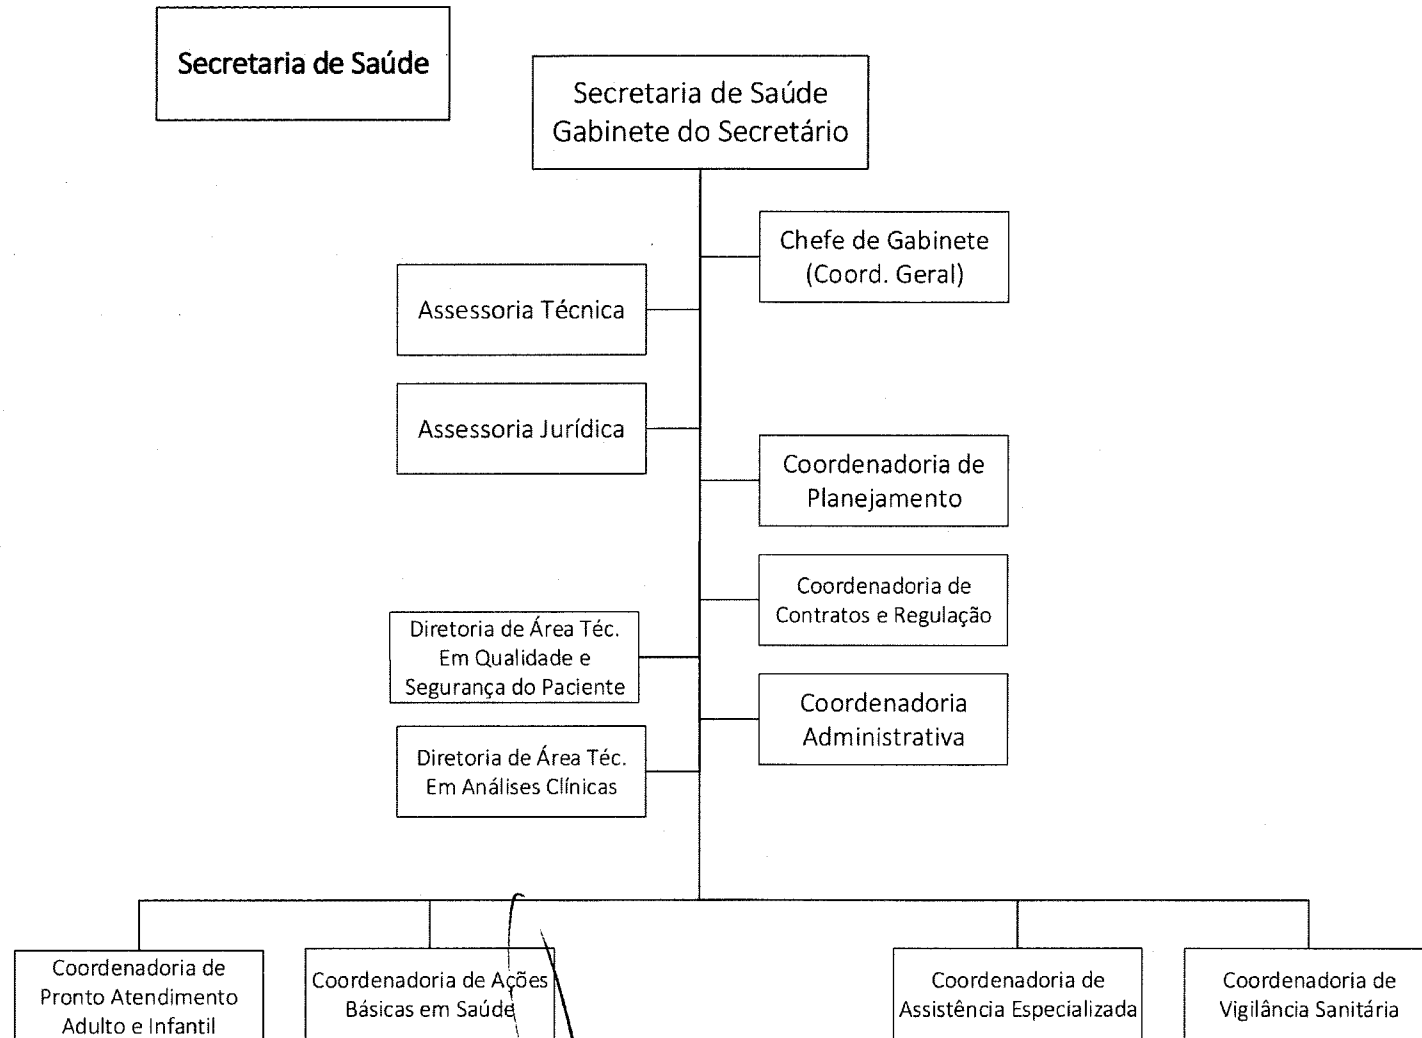 Secretaria de Saúde
Secretaria de Saúde
Gabinete do Secretário
Chefe de Gabinete
(Coord. Geral)
Assessoria Técnica
Assessoria Jurídica
Coordenadoria de
Planejamento
Coordenadoria de
Contratos e Regulação
Diretoria de Área Téc.
Em Qualidade e
Segurança do Paciente
Coordenadoria
Administrativa
Diretoria de Área Téc.
Em Análises Clínicas
Coordenadoria de
Pronto Atendimento
Adulto e Infantil
Coordenadoria de Ações
Básicas em Saúde
Coordenadoria de
Assistência Especializada
Coordenadoria de
Vigilância Sanitária